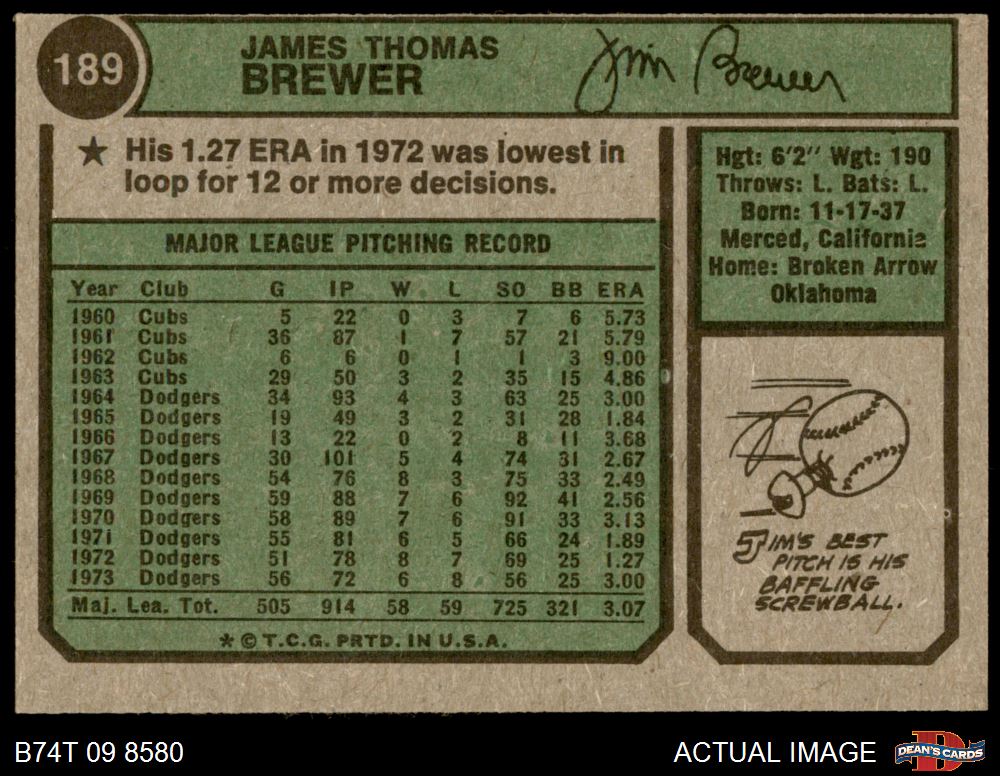 189
JAMES THOMAS
BREWER
Jim Brewer
★ His 1.27 ERA in 1972 was lowest in
loop for 12 or more decisions.
MAJOR LEAGUE PITCHING RECORD
Year Club G IP W L SO BB ERA
1960 Cubs 5 22 0 3 7 6 5.73
1961 Cubs 36 87 1 7 57 21 5.79
1962 Cubs 6 6 0 1 1 3 9.00
1963 Cubs 29 50 3 2 35 15 4.86
1964 Dodgers 34 93 4 3 63 25 3.00
1965 Dodgers 19 49 3 2 31 28 1.84
1966 Dodgers 13 22 0 2 8 11 3.68
1967 Dodgers 30 101 5 4 74 31 2.67
1968 Dodgers 54 76 8 3 75 33 2.49
1969 Dodgers 59 88 7 6 92 41 2.56
1970 Dodgers 58 89 7 6 91 33 3.13
1971 Dodgers 55 81 6 5 66 24 1.89
1972 Dodgers 51 78 8 7 69 25 1.27
1973 Dodgers 56 72 6 8 56 25 3.00
Maj. Lea. Tot. 505 914 58 59 725 321 3.07
★ © T.C.G. PRTD. IN U.S.A.
Hgt: 6'2" Wgt: 190
Throws: L. Bats: L.
Born: 11-17-37
Merced, California
Home: Broken Arrow
Oklahoma
JIM'S BEST
PITCH IS HIS
BAFFLING
SCREWBALL.
B74T 09 8580
ACTUAL IMAGE
DEAN'S CARDS